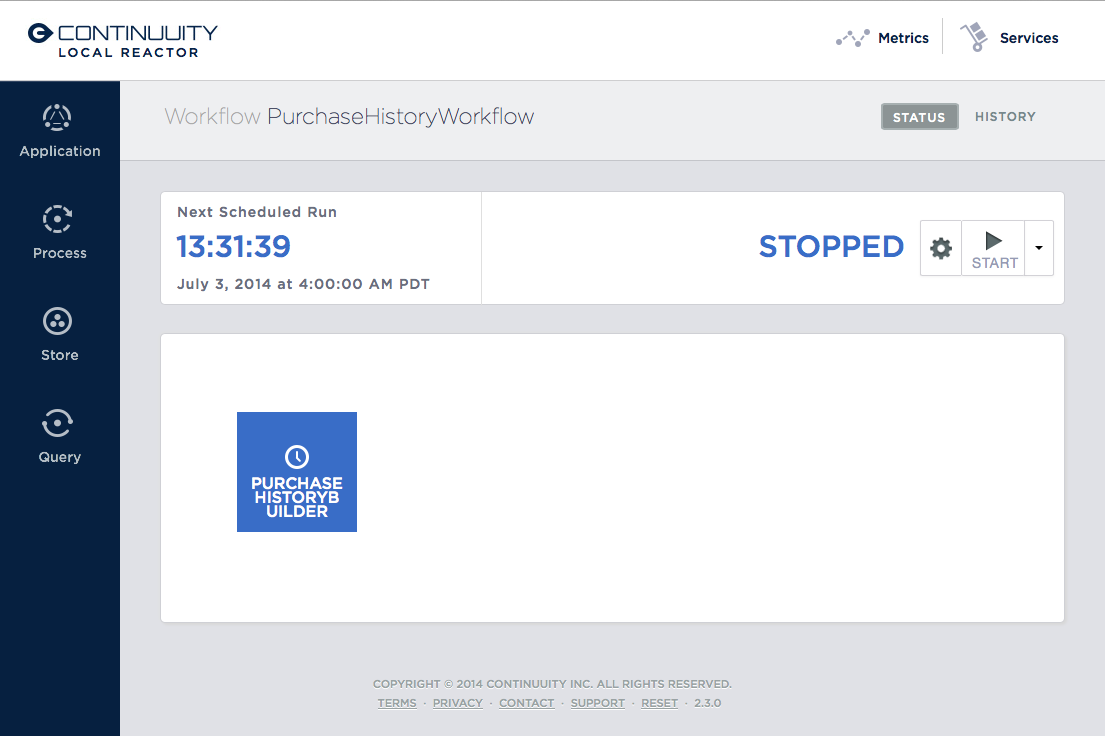 CONTINUUITY
LOCAL REACTOR
Metrics
Services
Application
Process
Store
Query
Workflow PurchaseHistoryWorkflow
STATUS
HISTORY
Next Scheduled Run
13:31:39
July 3, 2014 at 4:00:00 AM PDT
STOPPED
START
PURCHASE
HISTORYB
UILDER
COPYRIGHT © 2014 CONTINUUITY INC. ALL RIGHTS RESERVED.
TERMS · PRIVACY · CONTACT · SUPPORT · RESET · 2.3.0